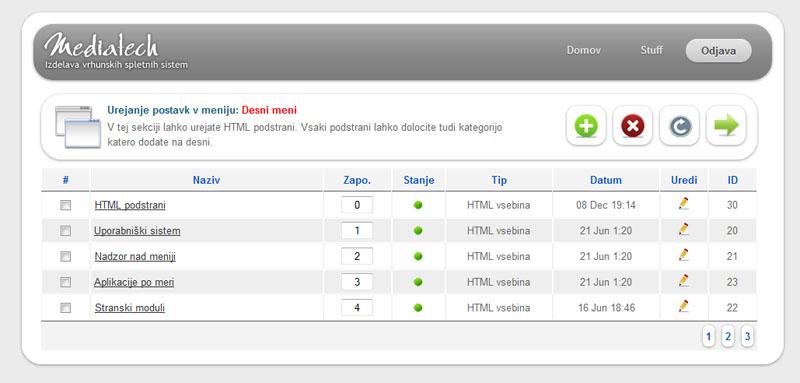 Mediatech
Izdelava vrhunskih spletnih sistem
Domov Stuff Odjava
Urejanje postavk v meniju: Desni meni
V tej sekciji lahko urejate HTML podstrani. Vsaki podstrani lahko dolocite tudi kategorijo
katero dodate na desni.
# Naziv Zapo. Stanje Tip Datum Uredi ID
HTML podstrani 0 HTML vsebina 08 Dec 19:14 30
Uporabniški sistem 1 HTML vsebina 21 Jun 1:20 20
Nadzor nad meniji 2 HTML vsebina 21 Jun 1:20 21
Aplikacije po meri 3 HTML vsebina 21 Jun 1:20 23
Stranski moduli 4 HTML vsebina 16 Jun 18:46 22
1 2 3